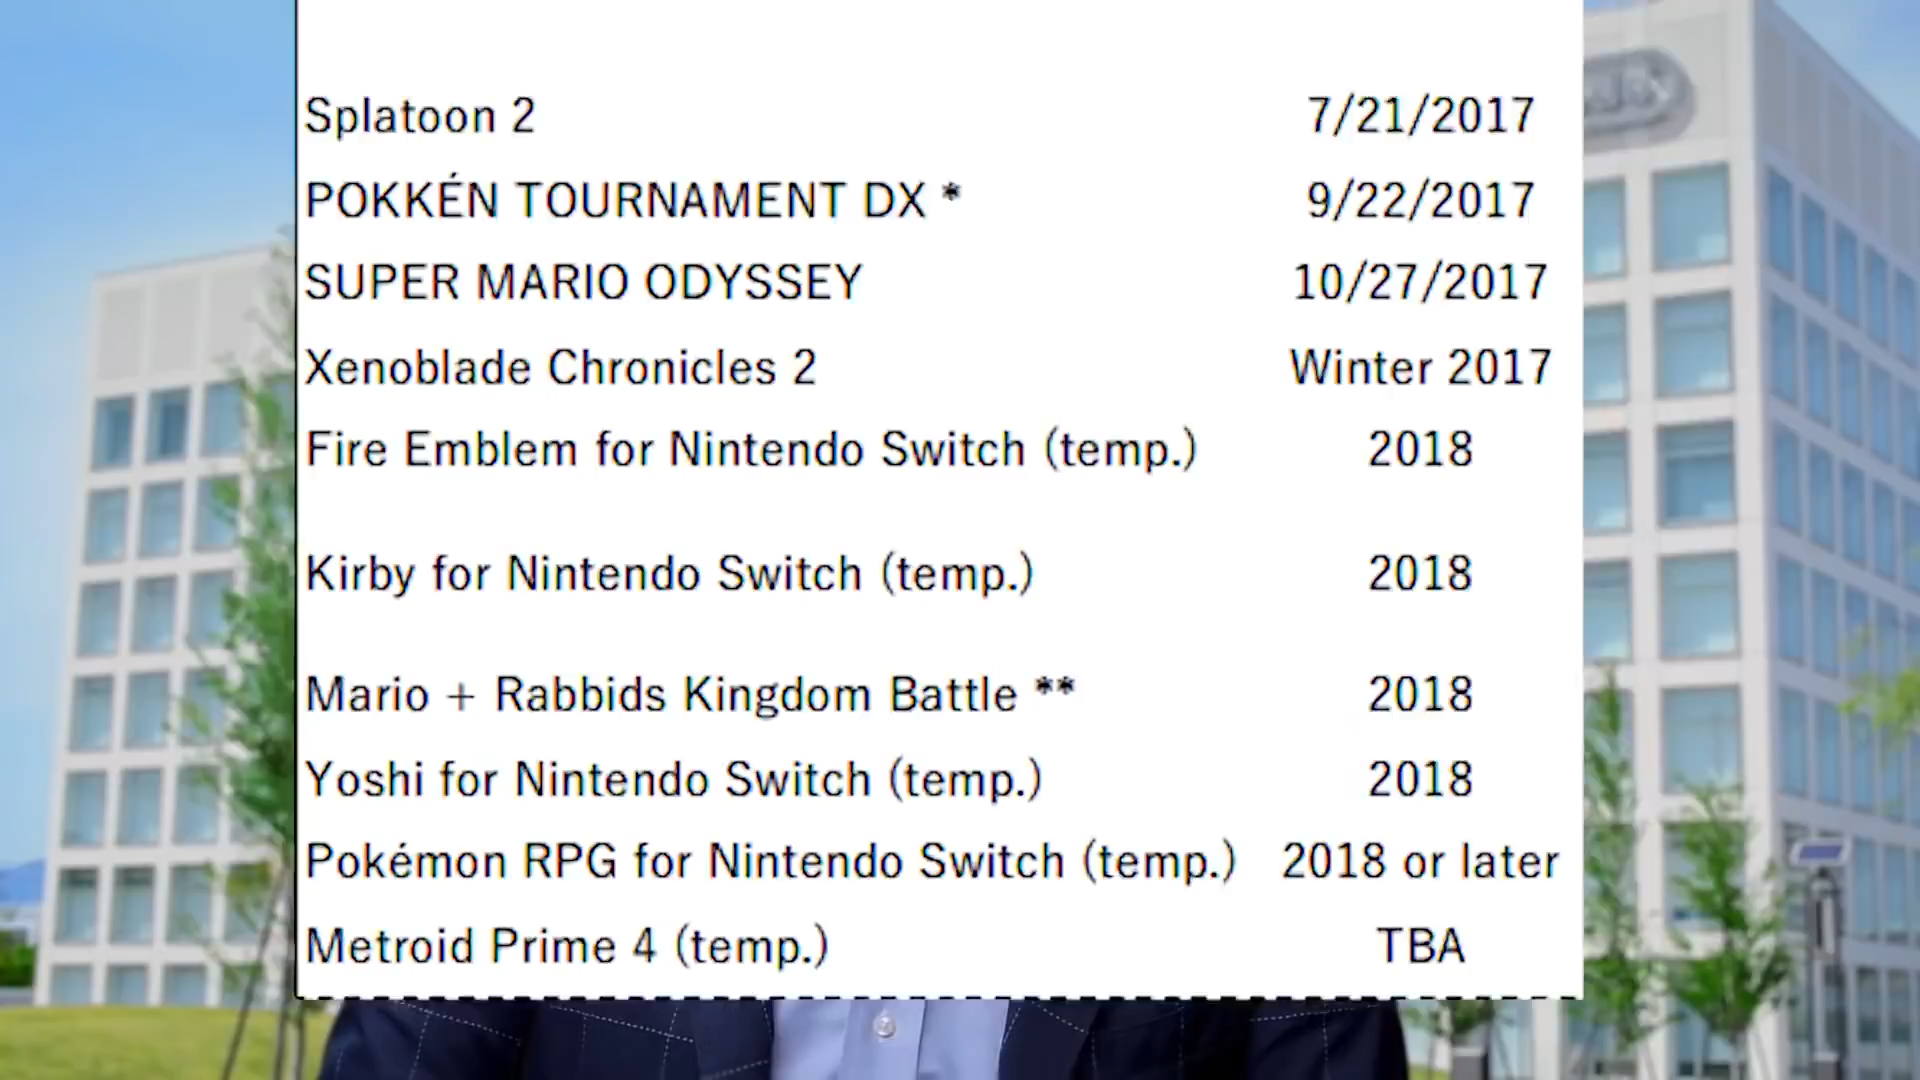 Splatoon 2 7/21/2017
POKKÉN TOURNAMENT DX * 9/22/2017
SUPER MARIO ODYSSEY 10/27/2017
Xenoblade Chronicles 2 Winter 2017
Fire Emblem for Nintendo Switch (temp.) 2018
Kirby for Nintendo Switch (temp.) 2018
Mario + Rabbids Kingdom Battle ** 2018
Yoshi for Nintendo Switch (temp.) 2018
Pokémon RPG for Nintendo Switch (temp.) 2018 or later
Metroid Prime 4 (temp.) TBA